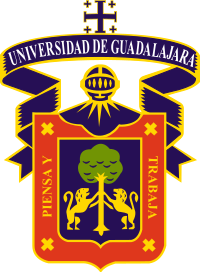 UNIVERSIDAD DE GUADALAJARA
PIENSA Y
TRABAJA